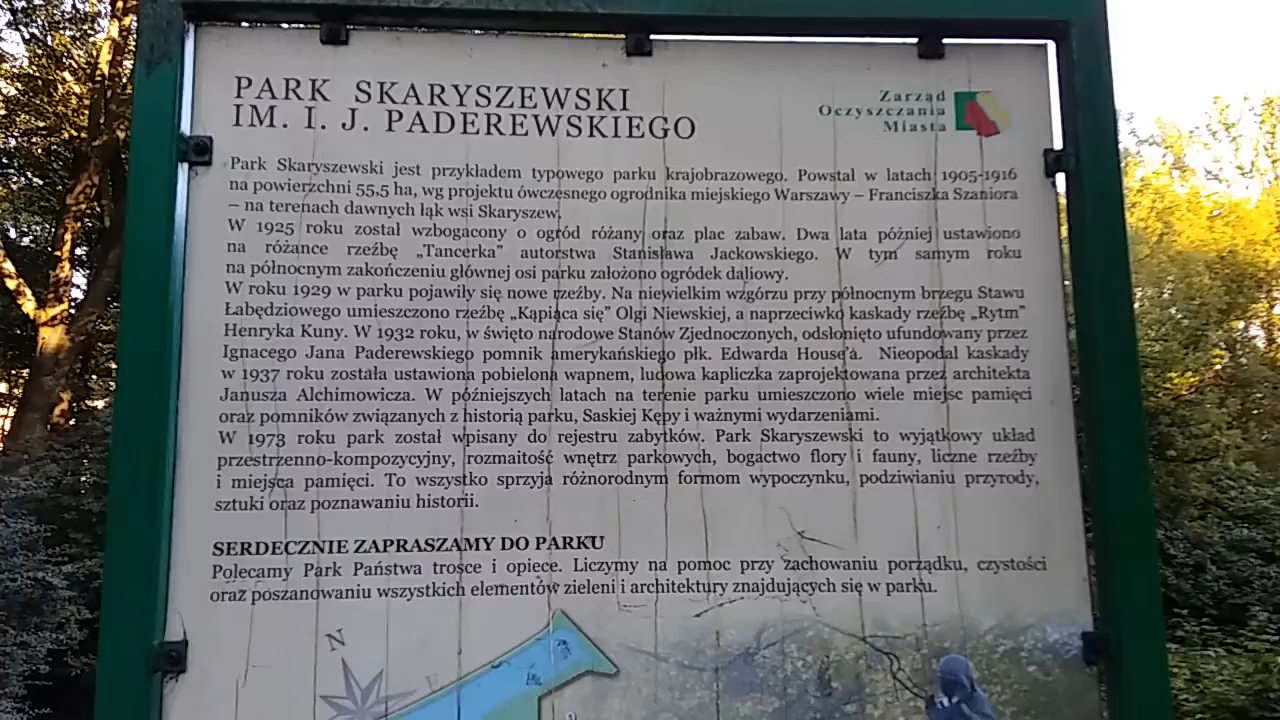 PARK SKARYSZEWSKI
IM. I. J. PADEREWSKIEGO
Zarząd
Oczyszczania
Miasta
Park Skaryszewski jest przykładem typowego parku krajobrazowego. Powstał w latach 1905-1916
na powierzchni 55,5 ha, wg projektu ówczesnego ogrodnika miejskiego Warszawy – Franciszka Szaniora
– na terenach dawnych łąk wsi Skaryszew.
W 1925 roku został wzbogacony o ogród różany oraz plac zabaw. Dwa lata później ustawiono
na różance rzeźbę „Tancerka” autorstwa Stanisława Jackowskiego. W tym samym roku
na północnym zakończeniu głównej osi parku założono ogródek daliowy.
W roku 1929 w parku pojawiły się nowe rzeźby. Na niewielkim wzgórzu przy północnym brzegu Stawu
Łabędziowego umieszczono rzeźbę „Kąpiąca się” Olgi Niewskiej, a naprzeciwko kaskady rzeźbę „Rytm”
Henryka Kuny. W 1932 roku, w święto narodowe Stanów Zjednoczonych, odsłonięto ufundowany przez
Ignacego Jana Paderewskiego pomnik amerykańskiego płk. Edwarda House'a. Nieopodal kaskady
w 1937 roku została ustawiona pobielona wapnem, ludowa kapliczka zaprojektowana przez architekta
Janusza Alchimowicza. W późniejszych latach na terenie parku umieszczono wiele miejsc pamięci
oraz pomników związanych z historią parku, Saskiej Kępy i ważnymi wydarzeniami.
W 1973 roku park został wpisany do rejestru zabytków. Park Skaryszewski to wyjątkowy układ
przestrzenno-kompozycyjny, rozmaitość wnętrz parkowych, bogactwo flory i fauny, liczne rzeźby
i miejsca pamięci. To wszystko sprzyja różnorodnym formom wypoczynku, podziwianiu przyrody,
sztuki oraz poznawaniu historii.
SERDECZNIE ZAPRASZAMY DO PARKU
Polecamy Park Państwa trosce i opiece. Liczymy na pomoc przy zachowaniu porządku, czystości
oraz poszanowaniu wszystkich elementów zieleni i architektury znajdujących się w parku.
N
E